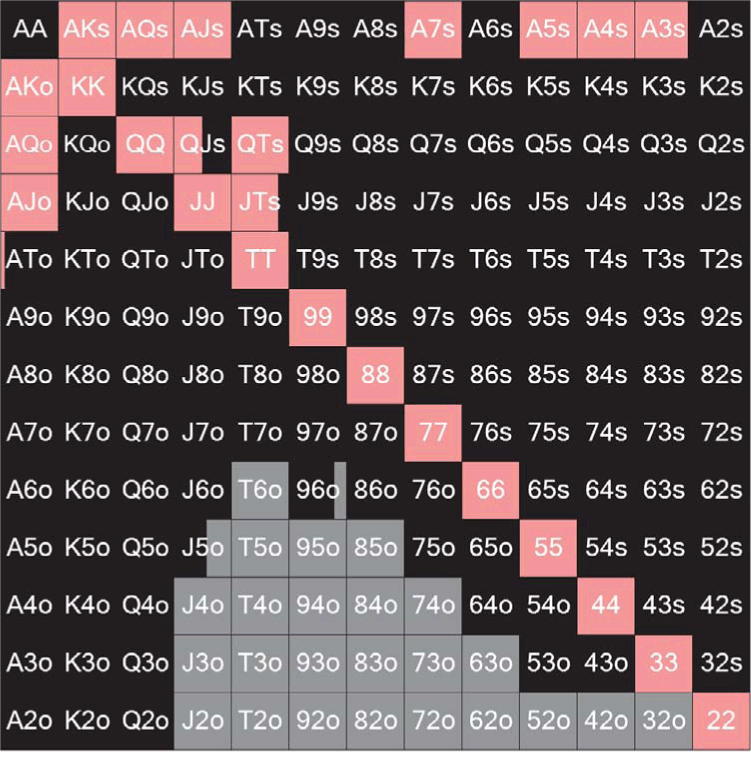 AA AKs AQs AJs ATs A9s A8s A7s A6s A5s A4s A3s A2s
AKo KK KQs KJs KTs K9s K8s K7s K6s K5s K4s K3s K2s
AQo KQo QQ QJs QTs Q9s Q8s Q7s Q6s Q5s Q4s Q3s Q2s
AJo KJo QJo JJ JTs J9s J8s J7s J6s J5s J4s J3s J2s
ATo KTo QTo JTo TT T9s T8s T7s T6s T5s T4s T3s T2s
A9o K9o Q9o J9o T9o 99 98s 97s 96s 95s 94s 93s 92s
A8o K8o Q8o J8o T8o 98o 88 87s 86s 85s 84s 83s 82s
A7o K7o Q7o J7o T7o 97o 87o 77 76s 75s 74s 73s 72s
A6o K6o Q6o J6o T6o 96o 86o 76o 66 65s 64s 63s 62s
A5o K5o Q5o J5o T5o 95o 85o 75o 65o 55 54s 53s 52s
A4o K4o Q4o J4o T4o 94o 84o 74o 64o 54o 44 43s 42s
A3o K3o Q3o J3o T3o 93o 83o 73o 63o 53o 43o 33 32s
A2o K2o Q2o J2o T2o 92o 82o 72o 62o 52o 42o 32o 22